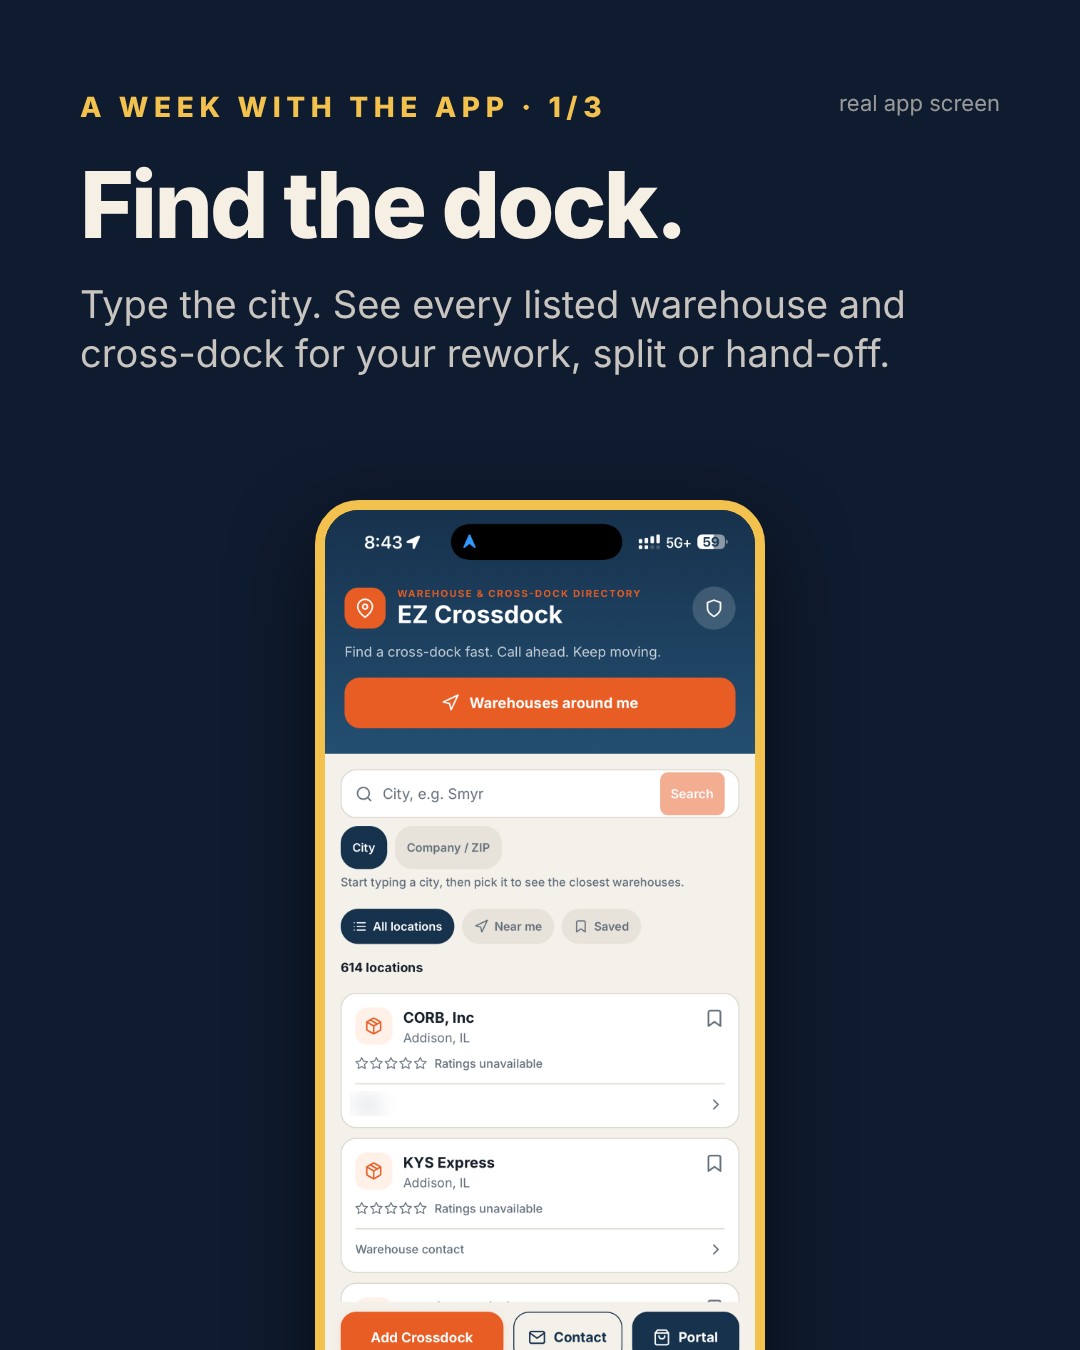 A WEEK WITH THE APP · 1/3
real app screen
Find the dock.
Type the city. See every listed warehouse and
cross-dock for your rework, split or hand-off.
8:43
5G+
59
WAREHOUSE & CROSS-DOCK DIRECTORY
EZ Crossdock
Find a cross-dock fast. Call ahead. Keep moving.
Warehouses around me
City, e.g. Smyr
Search
City
Company / ZIP
Start typing a city, then pick it to see the closest warehouses.
All locations
Near me
Saved
614 locations
CORB, Inc
Addison, IL
Ratings unavailable
KYS Express
Addison, IL
Ratings unavailable
Warehouse contact
Add Crossdock
Contact
Portal